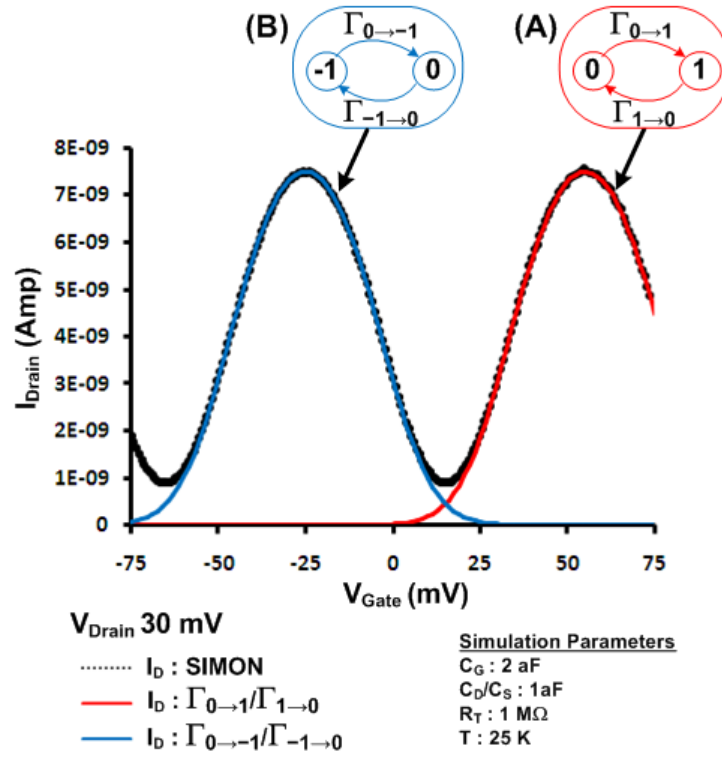 (B)
Γ0→−1
-1 0
Γ−1→0
(A)
Γ0→1
0 1
Γ1→0
8E-09
7E-09
6E-09
5E-09
4E-09
3E-09
2E-09
1E-09
0
IDrain (Amp)
-75 -50 -25 0 25 50 75
VGate (mV)
VDrain 30 mV
ID : SIMON
ID : Γ0→1/Γ1→0
ID : Γ0→−1/Γ−1→0
Simulation Parameters
CG : 2 aF
CD/CS : 1aF
RT : 1 MΩ
T : 25 K